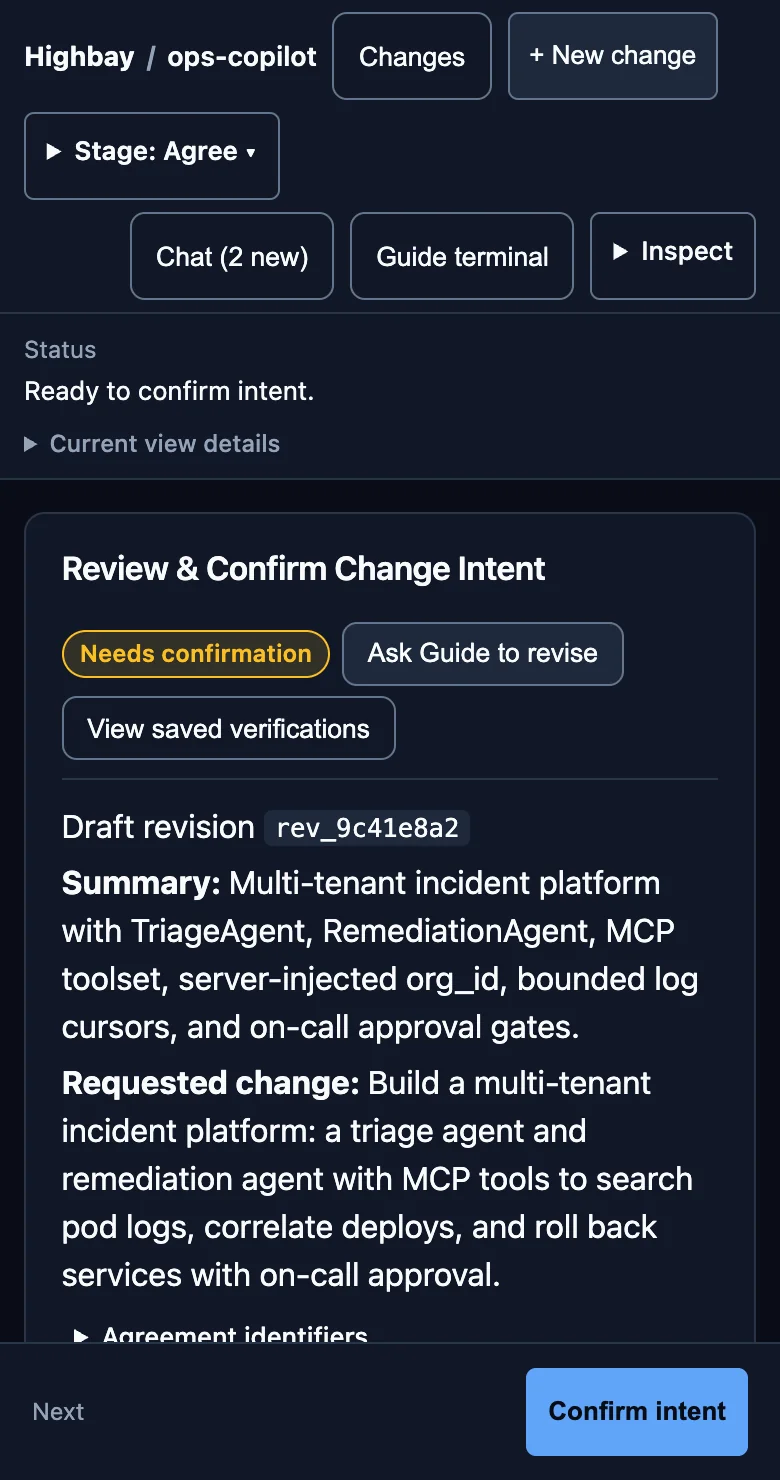 Highbay / ops-copilot Changes + New change
▶ Stage: Agree ▾
Chat (2 new) Guide terminal ▶ Inspect
Status
Ready to confirm intent.
▶ Current view details
Review & Confirm Change Intent
Needs confirmation Ask Guide to revise
View saved verifications
Draft revision rev_9c41e8a2
Summary: Multi-tenant incident platform
with TriageAgent, RemediationAgent, MCP
toolset, server-injected org_id, bounded log
cursors, and on-call approval gates.
Requested change: Build a multi-tenant
incident platform: a triage agent and
remediation agent with MCP tools to search
pod logs, correlate deploys, and roll back
services with on-call approval.
▶ Agreement identifiers
Next Confirm intent